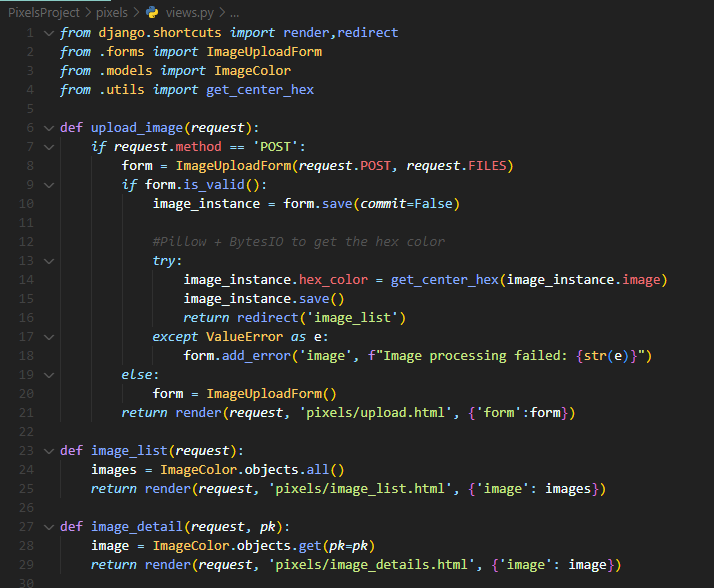 PixelsProject > pixels > views.py > ...
1 from django.shortcuts import render,redirect
2 from .forms import ImageUploadForm
3 from .models import ImageColor
4 from .utils import get_center_hex
5
6 def upload_image(request):
7     if request.method == 'POST':
8         form = ImageUploadForm(request.POST, request.FILES)
9         if form.is_valid():
10             image_instance = form.save(commit=False)
11
12             #Pillow + BytesIO to get the hex color
13             try:
14                 image_instance.hex_color = get_center_hex(image_instance.image)
15                 image_instance.save()
16                 return redirect('image_list')
17             except ValueError as e:
18                 form.add_error('image', f"Image processing failed: {str(e)}")
19         else:
20             form = ImageUploadForm()
21         return render(request, 'pixels/upload.html', {'form':form})
22
23 def image_list(request):
24     images = ImageColor.objects.all()
25     return render(request, 'pixels/image_list.html', {'image': images})
26
27 def image_detail(request, pk):
28     image = ImageColor.objects.get(pk=pk)
29     return render(request, 'pixels/image_details.html', {'image': image})
30